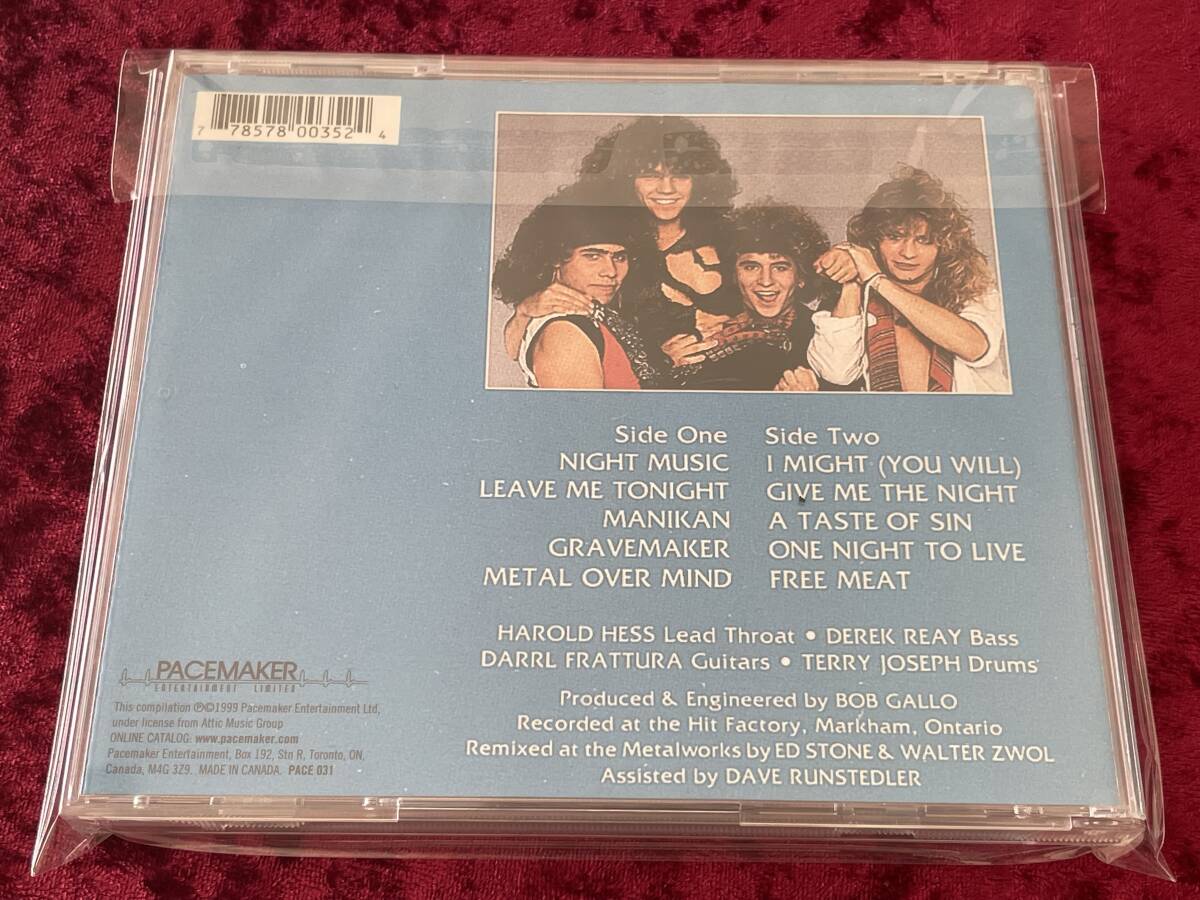 7 78578 00352 4
Side One
NIGHT MUSIC
LEAVE ME TONIGHT
MANIKAN
GRAVEMAKER
METAL OVER MIND
Side Two
I MIGHT (YOU WILL)
GIVE ME THE NIGHT
A TASTE OF SIN
ONE NIGHT TO LIVE
FREE MEAT
HAROLD HESS Lead Throat • DEREK REAY Bass
DARRL FRATTURA Guitars • TERRY JOSEPH Drums
Produced & Engineered by BOB GALLO
Recorded at the Hit Factory, Markham, Ontario
Remixed at the Metalworks by ED STONE & WALTER ZWOL
Assisted by DAVE RUNSTEDLER
PACEMAKER
ENTERTAINMENT LIMITED
This compilation ℗©1999 Pacemaker Entertainment Ltd,
under license from Attic Music Group
ONLINE CATALOG: www.pacemaker.com
Pacemaker Entertainment, Box 192, Stn R, Toronto, ON,
Canada, M4G 3Z9. MADE IN CANADA. PACE 031